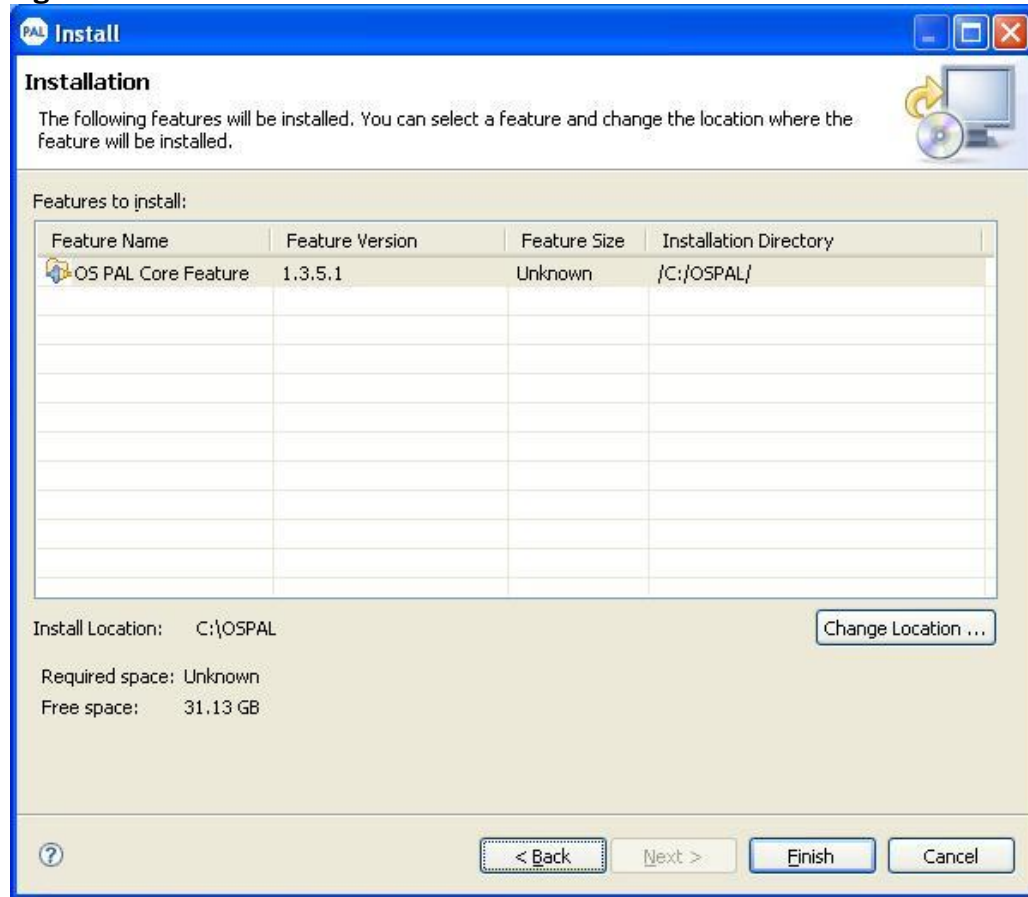 PAL Install
Installation
The following features will be installed. You can select a feature and change the location where the
feature will be installed.
Features to install:
Feature Name Feature Version Feature Size Installation Directory
OS PAL Core Feature 1.3.5.1 Unknown /C:/OSPAL/
Install Location: C:\OSPAL Change Location ...
Required space: Unknown
Free space: 31.13 GB
< Back Next > Finish Cancel